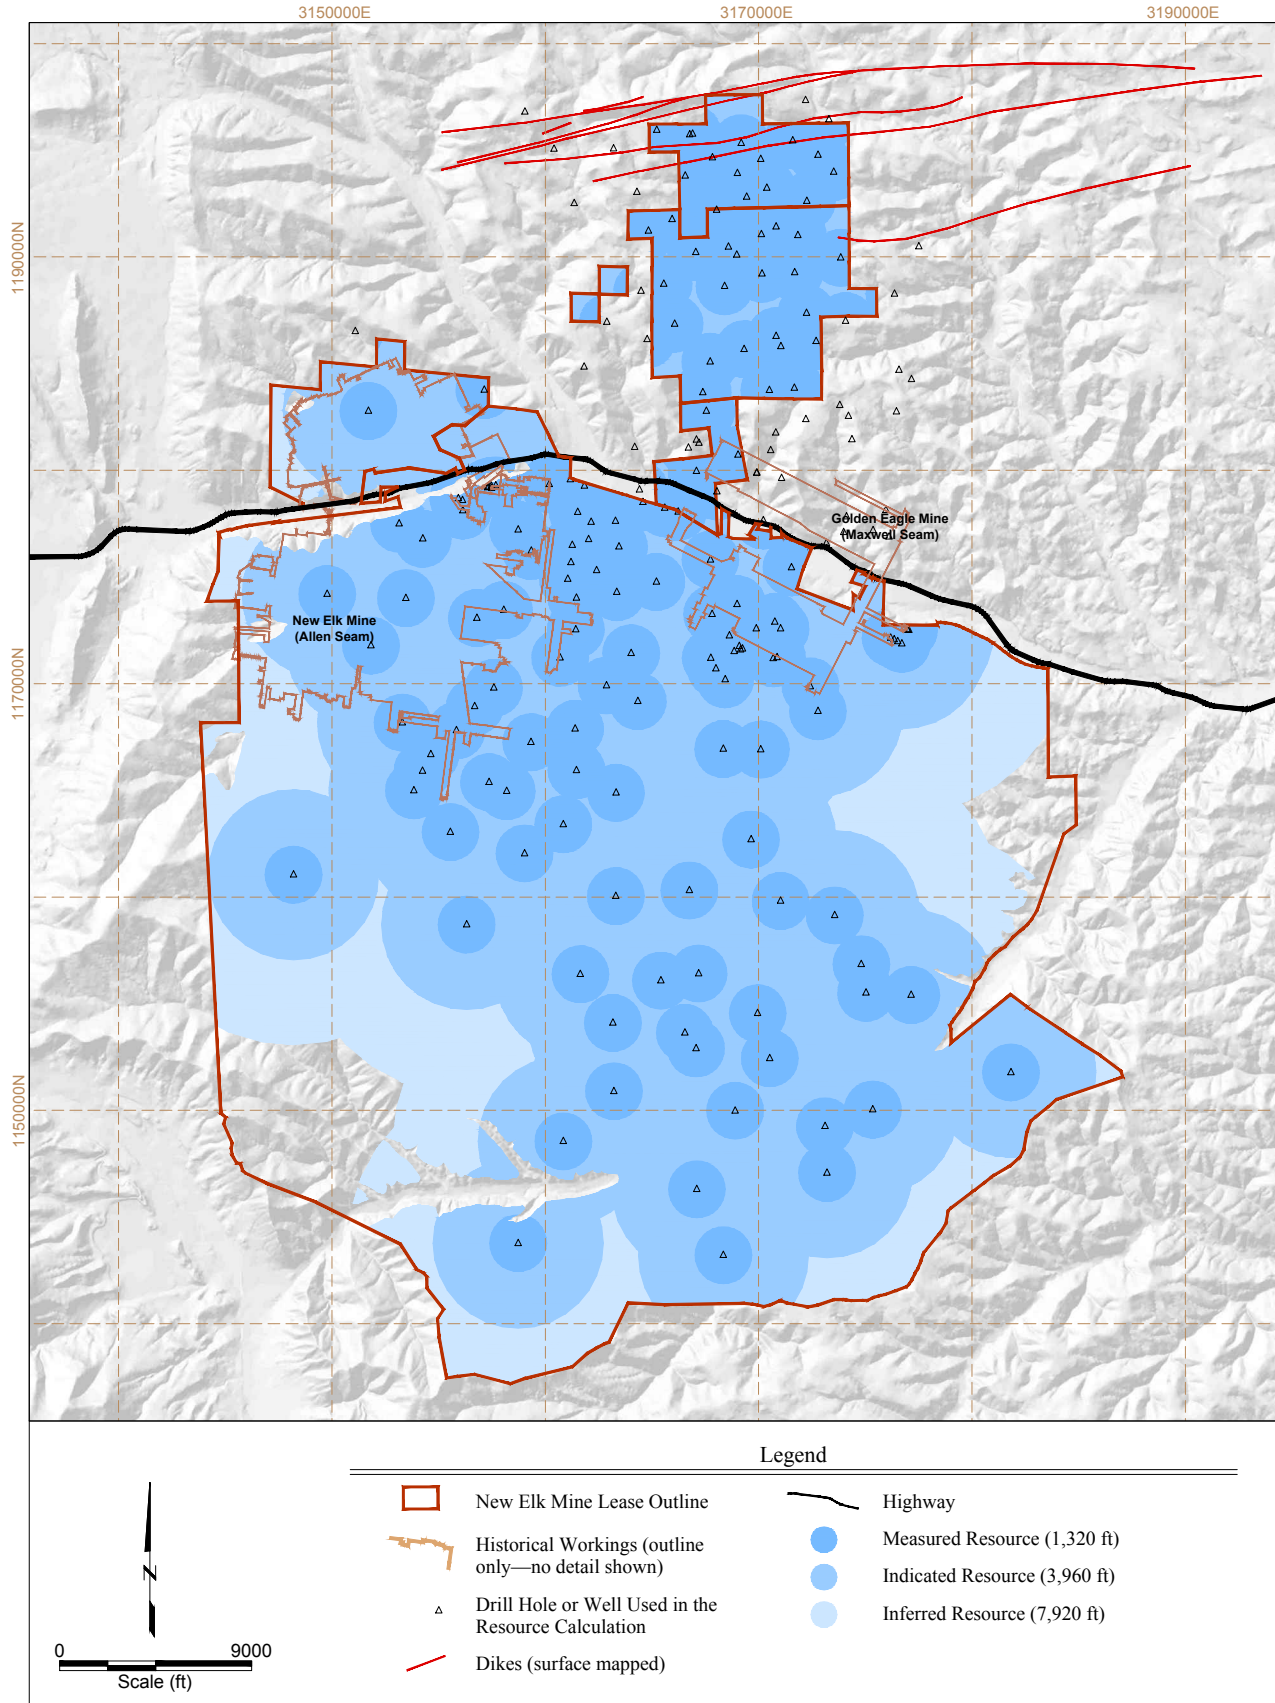 3150000E
3170000E
3190000E
1190000N
Golden Eagle Mine
(Maxwell Seam)
New Elk Mine
(Allen Seam)
1170000N
1150000N
Legend
New Elk Mine Lease Outline
Historical Workings (outline
only—no detail shown)
Drill Hole or Well Used in the
Resource Calculation
Dikes (surface mapped)
Highway
Measured Resource (1,320 ft)
Indicated Resource (3,960 ft)
Inferred Resource (7,920 ft)
N
0
9000
Scale (ft)